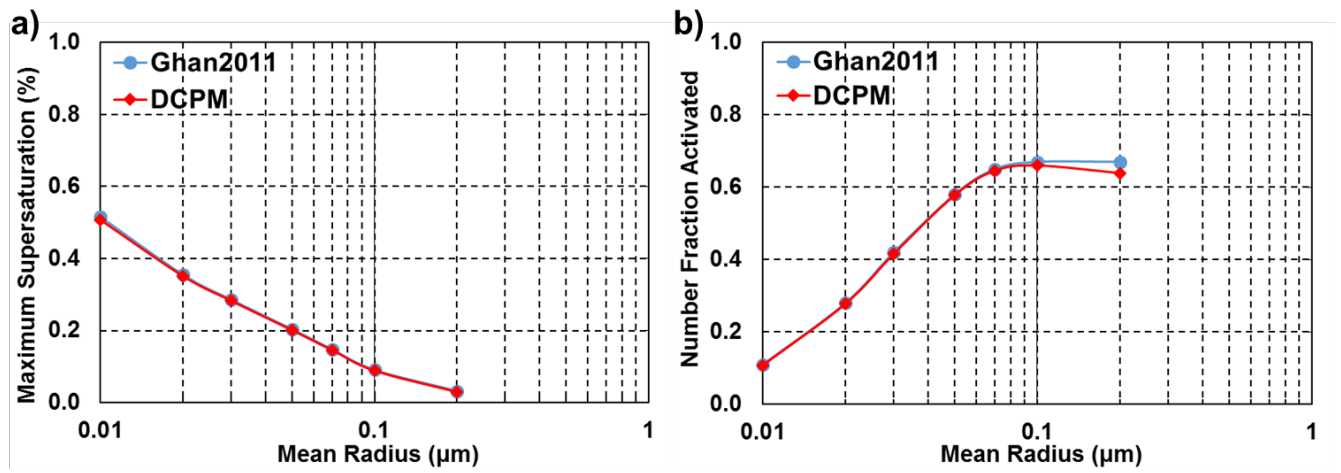 a)
Maximum Supersaturation (%)
1.0
0.8
0.6
0.4
0.2
0.0
Ghan2011
DCPM
0.01
0.1
1
Mean Radius (µm)
b)
Number Fraction Activated
1.0
0.8
0.6
0.4
0.2
0.0
Ghan2011
DCPM
0.01
0.1
1
Mean Radius (µm)